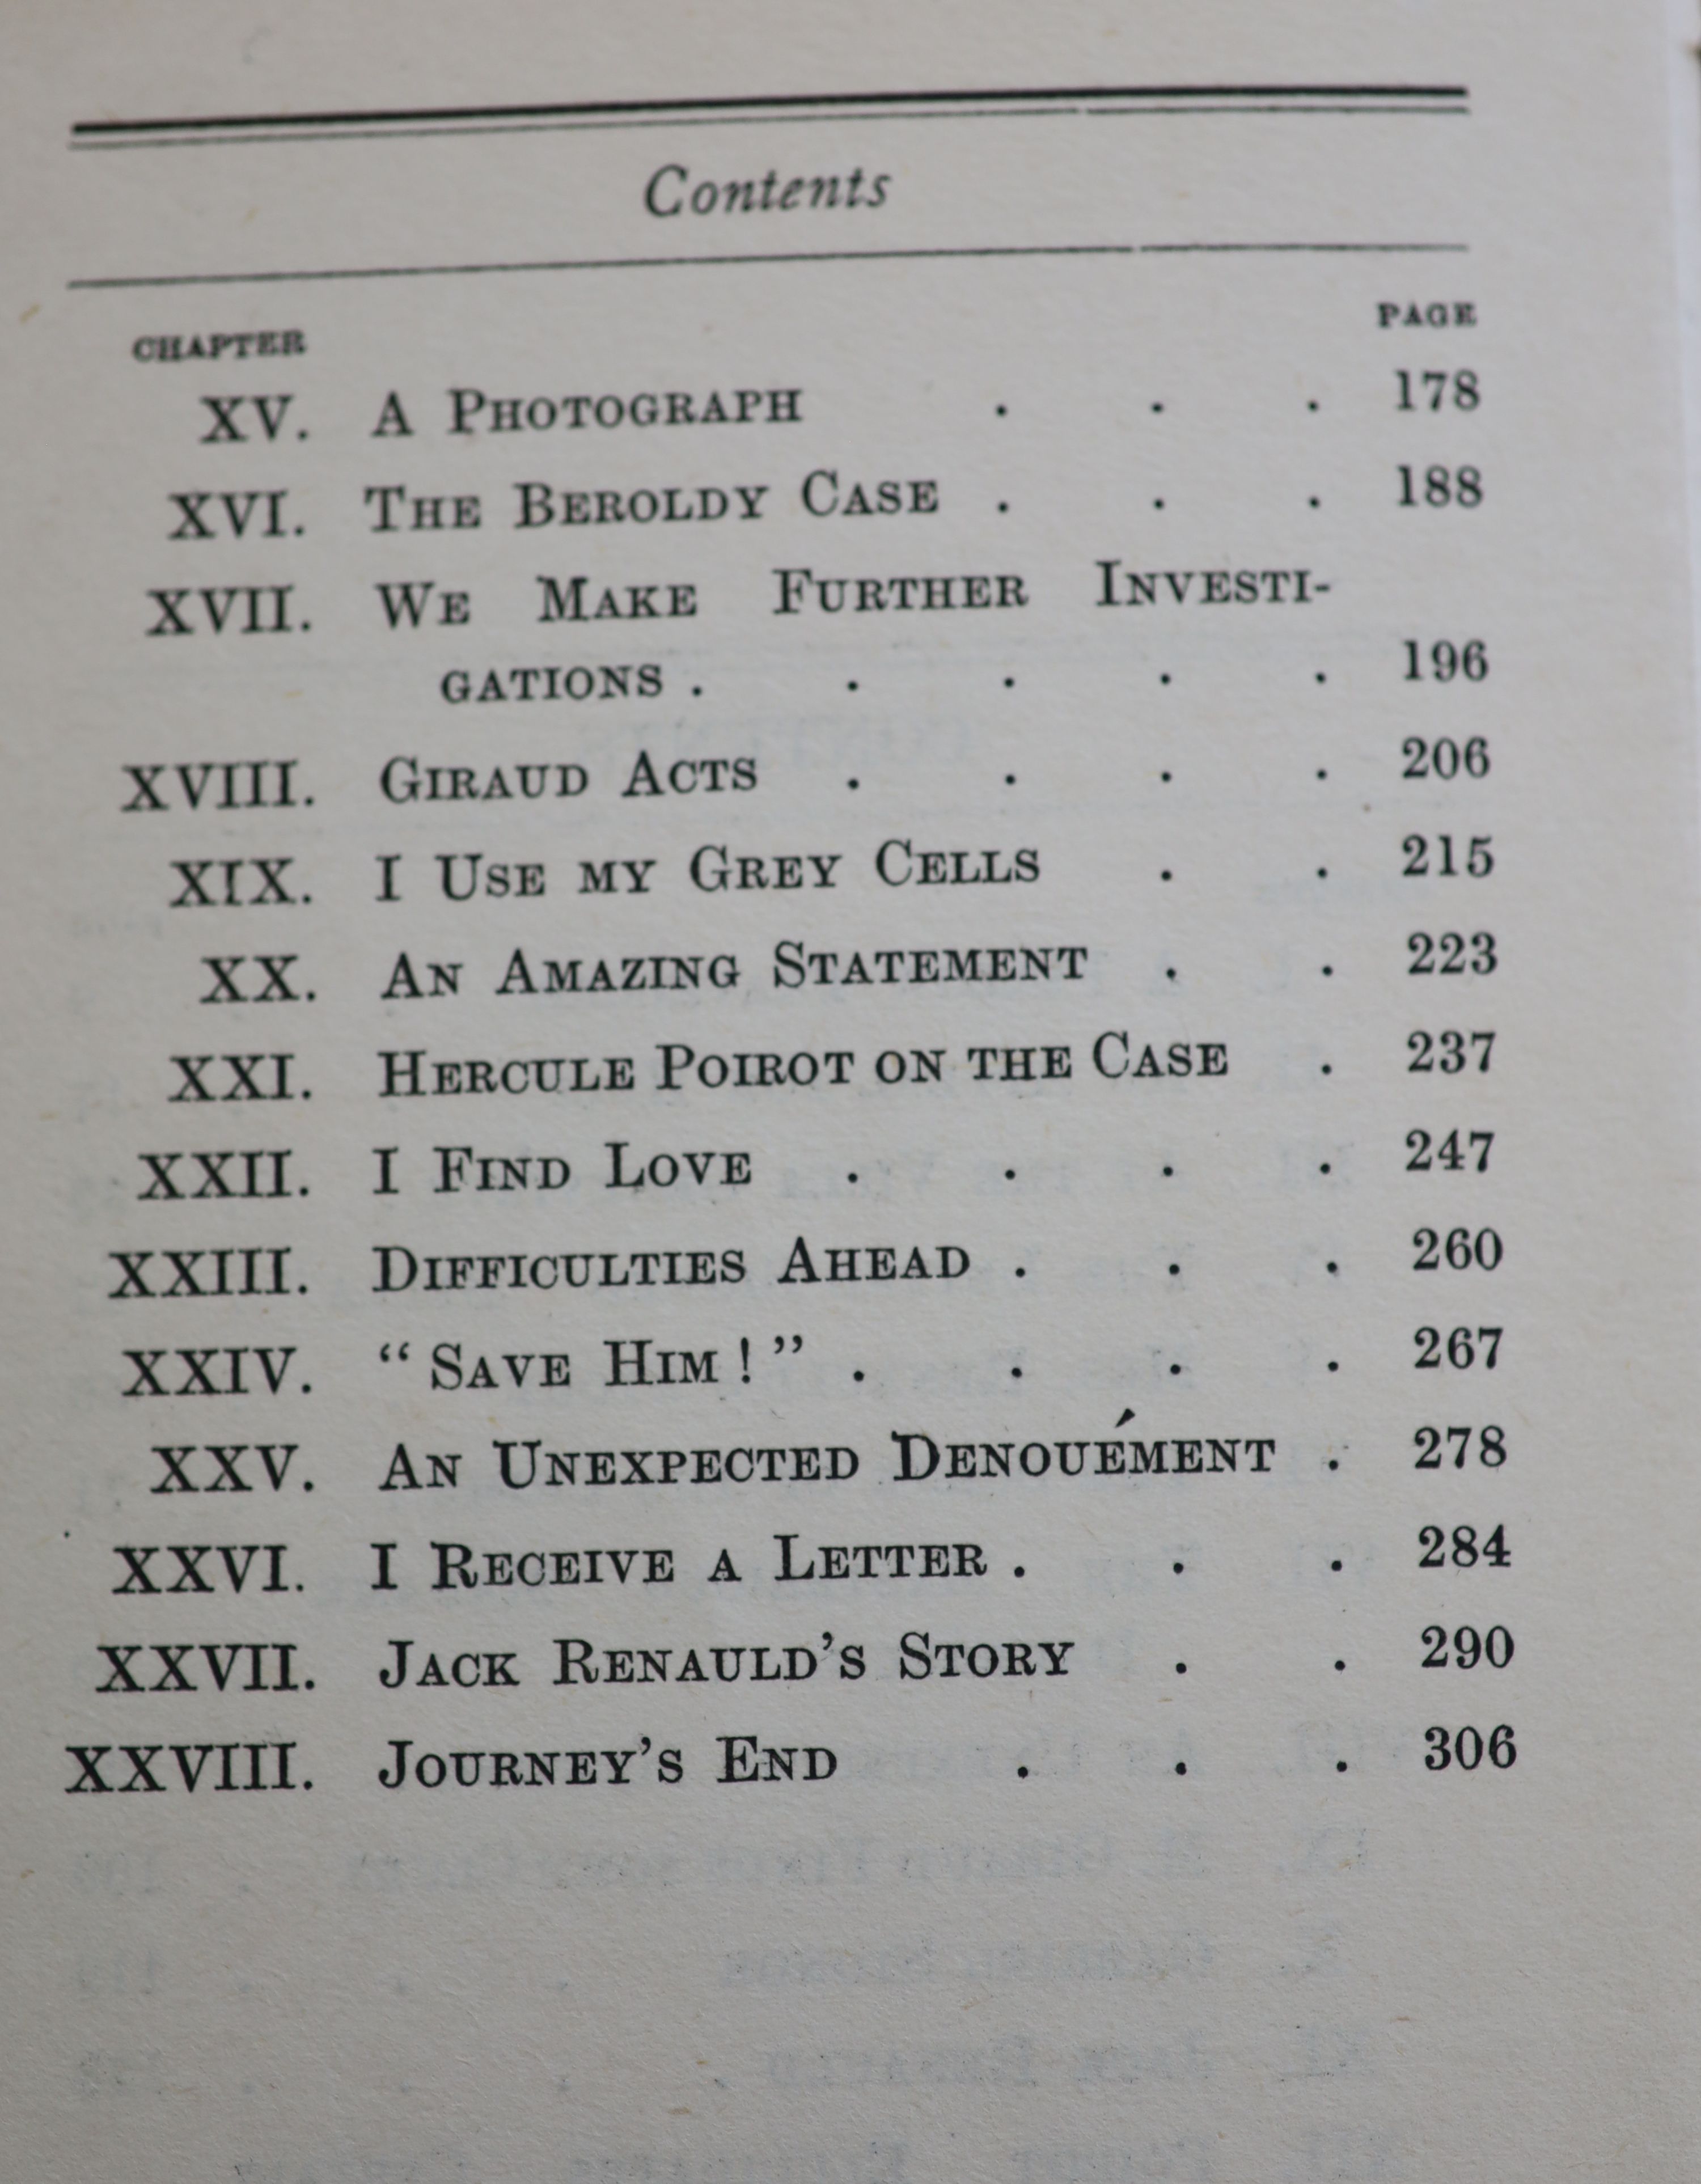 Contents
CHAPTER PAGE
XV. A PHOTOGRAPH . . . 178
XVI. THE BEROLDY CASE . . . 188
XVII. WE MAKE FURTHER INVESTI-
GATIONS . . . . . 196
XVIII. GIRAUD ACTS . . . . 206
XIX. I USE MY GREY CELLS . . 215
XX. AN AMAZING STATEMENT . . 223
XXI. HERCULE POIROT ON THE CASE . 237
XXII. I FIND LOVE . . . . 247
XXIII. DIFFICULTIES AHEAD . . . 260
XXIV. “SAVE HIM!” . . . . 267
XXV. AN UNEXPECTED DENOUÉMENT . 278
XXVI. I RECEIVE A LETTER . . . 284
XXVII. JACK RENAULD’S STORY . . 290
XXVIII. JOURNEY’S END . . . 306